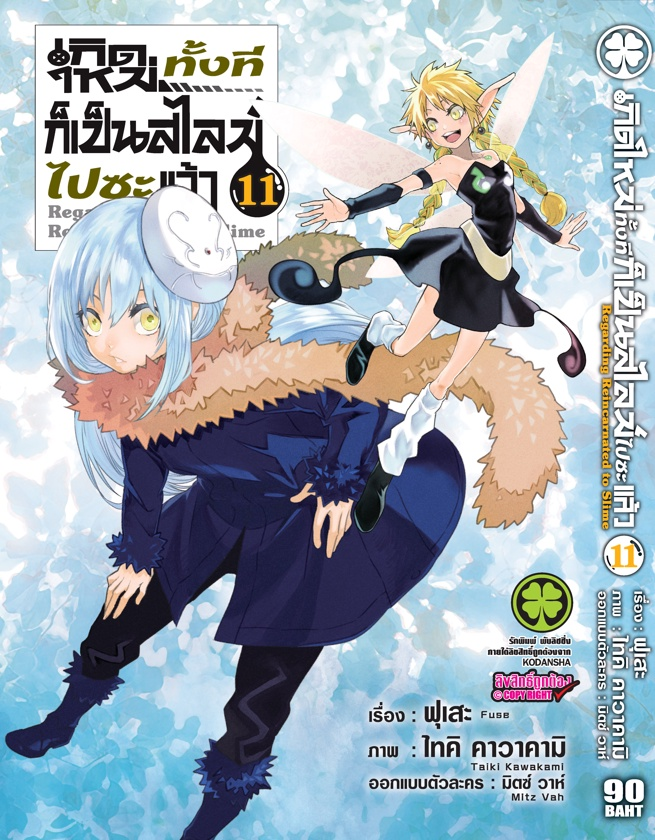 เกิดใหม่ทั้งที
ก็เป็นสไลม์
ไปซะแล้ว 11
Rega
Re Slime
รักพิมพ์ พับลิชชิ่ง
ภายใต้ลิขสิทธิ์ถูกต้องจาก
KODANSHA
ลิขสิทธิ์ถูกต้อง
© COPY RIGHT
เรื่อง : ฟุเสะ Fuse
ภาพ : ไทคิ คาวาคามิ
Taiki Kawakami
ออกแบบตัวละคร : มิตซ์ วาห์
Mitz Vah
เกิดใหม่ทั้งทีก็เป็นสไลม์ไปซะแล้ว
Regarding Reincarnated to Slime
11
เรื่อง : ฟุเสะ
ภาพ : ไทคิ คาวาคามิ
ออกแบบตัวละคร : มิตซ์ วาห์
90
BAHT